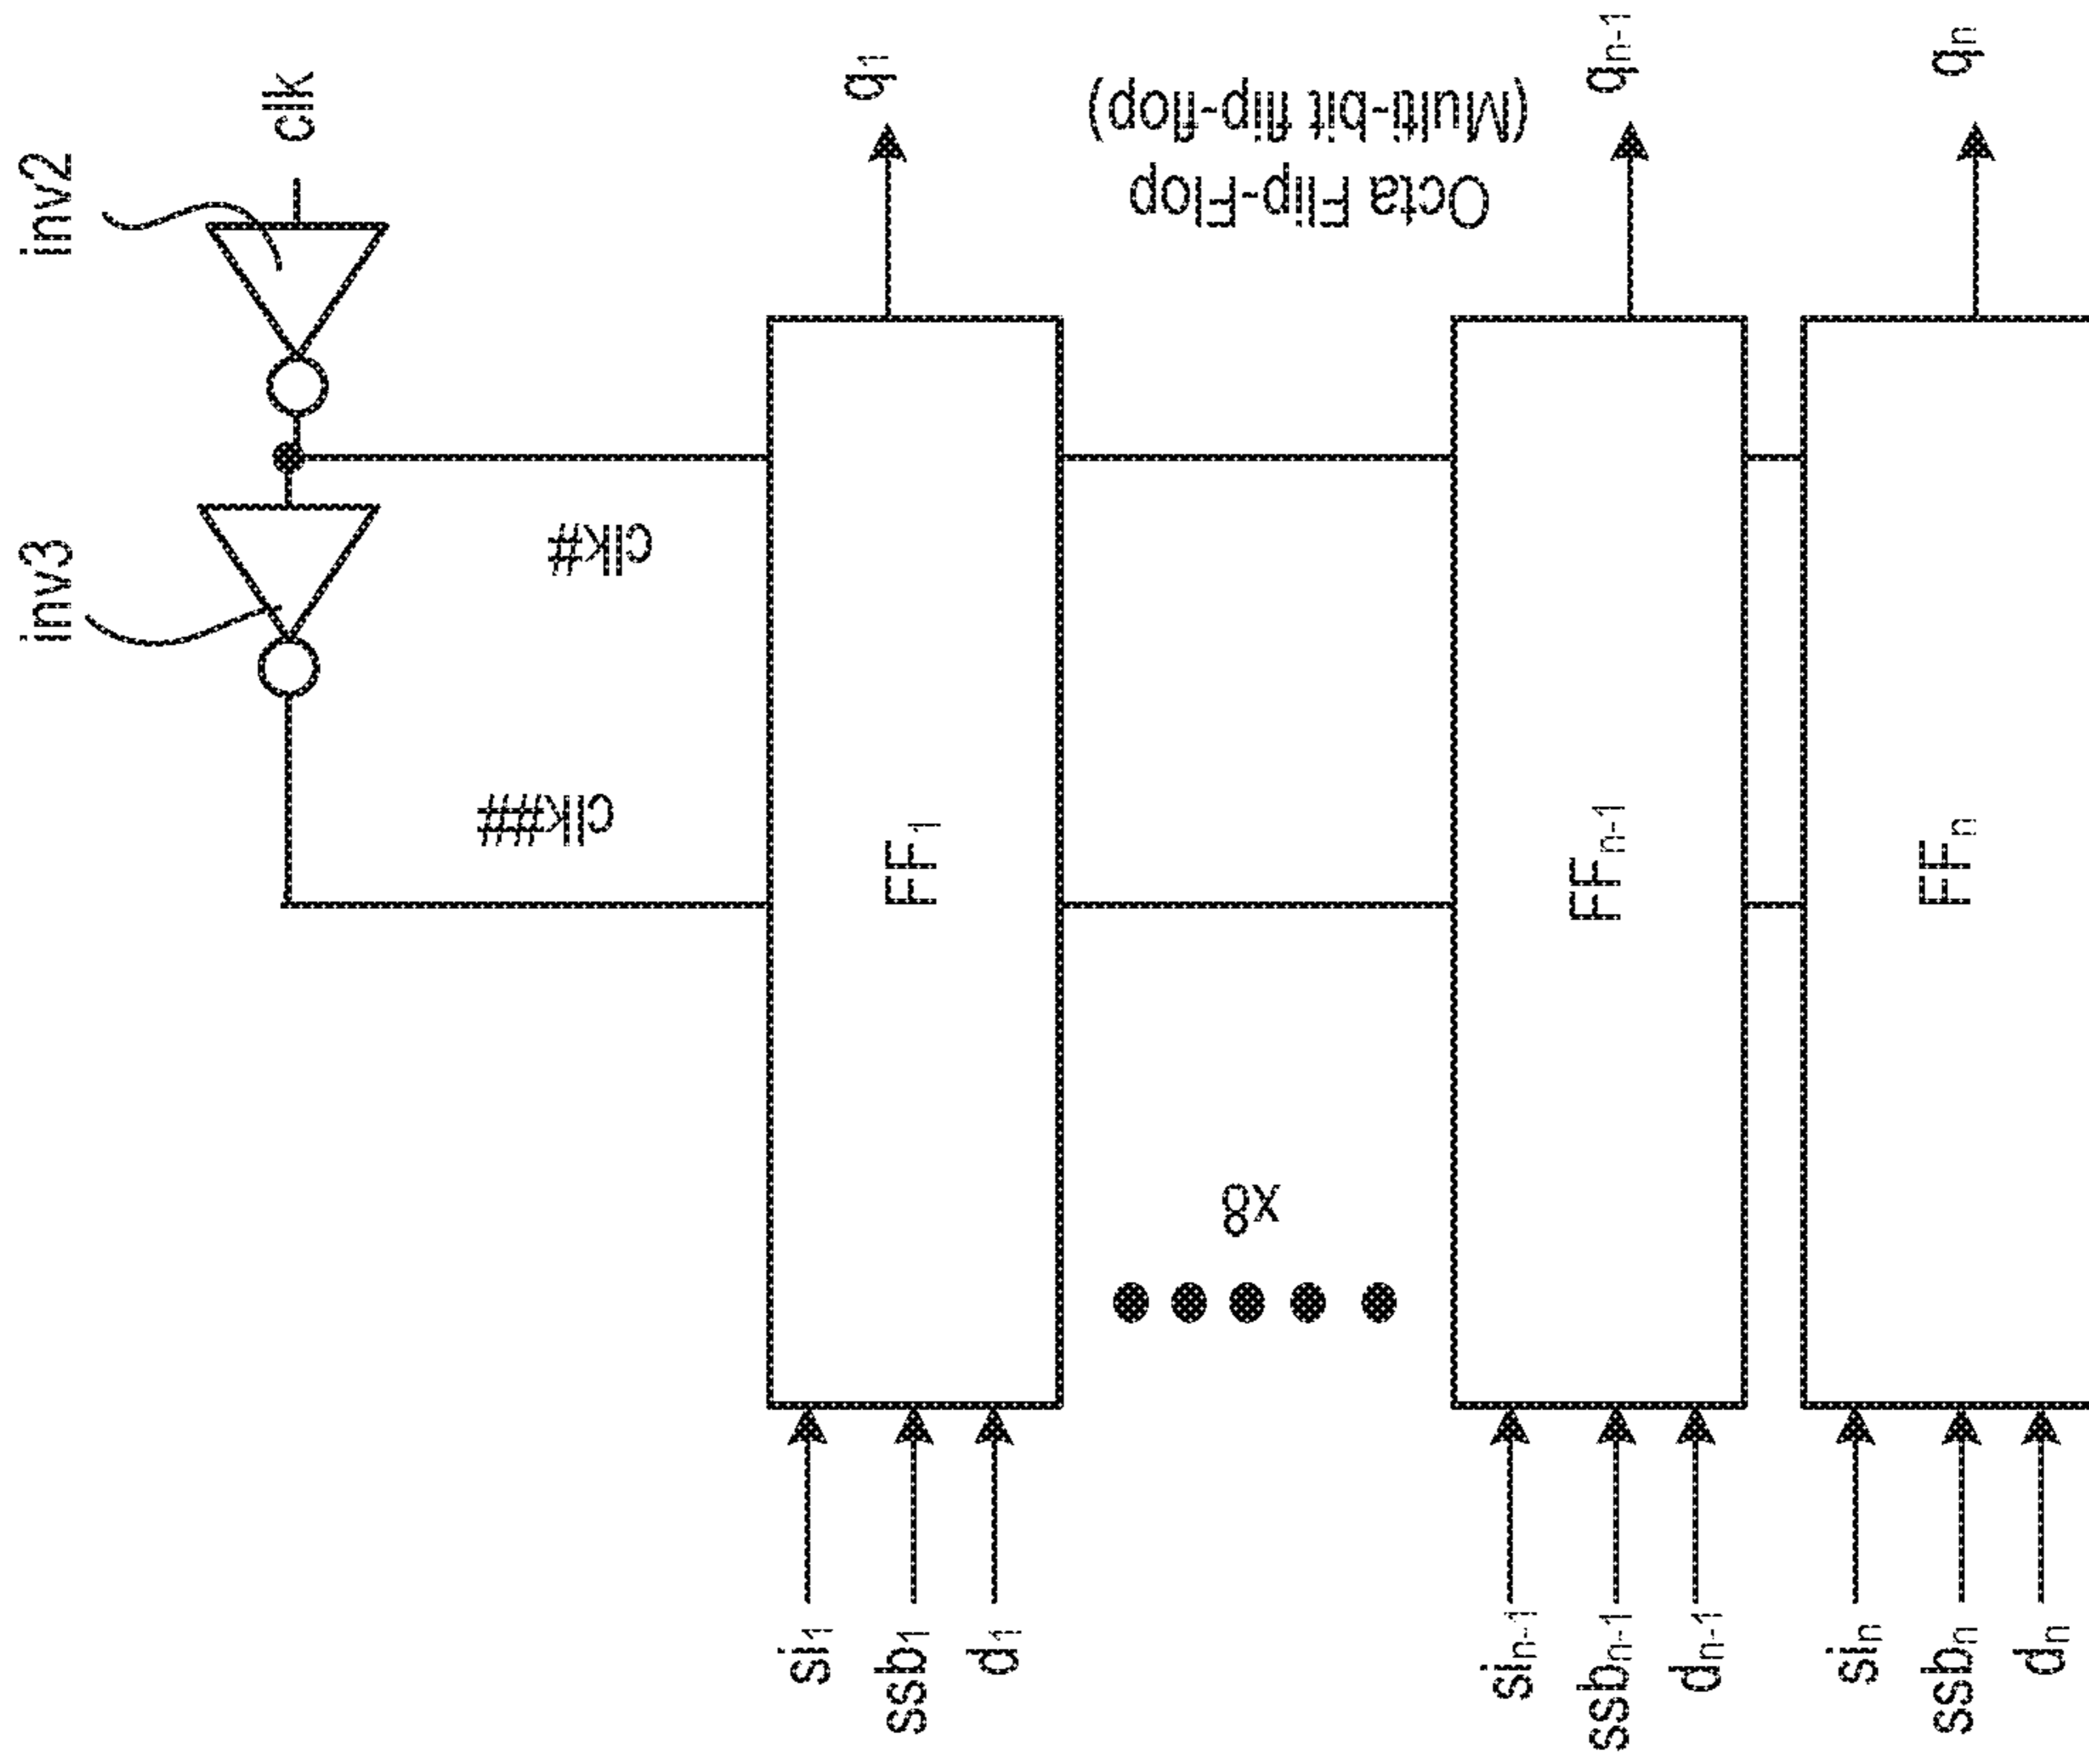 inv3
inv2
clk
clk##
clk#
si1
ssb1
d1
FF1
q1
x8
Octa Flip-Flop
(Multi-bit flip-flop)
sin-1
ssbn-1
dn-1
FFn-1
qn-1
sin
ssbn
dn
FFn
qn